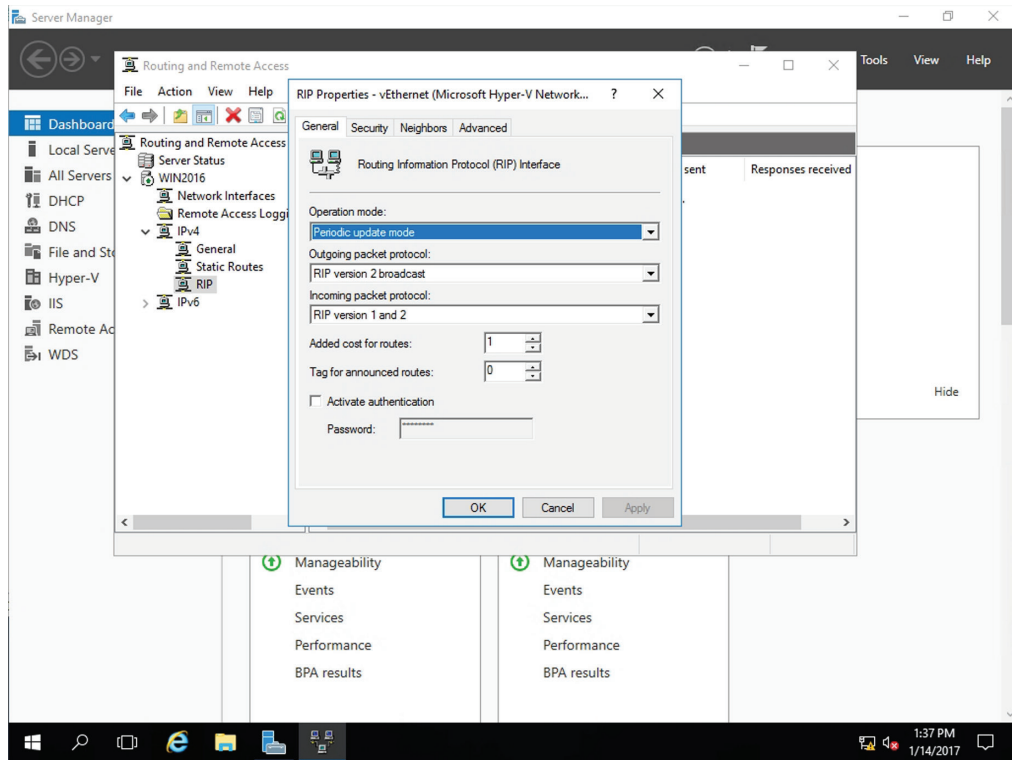 Server Manager
Tools View Help
Routing and Remote Access
File Action View Help
Dashboard
Local Serve
All Servers
DHCP
DNS
File and Sto
Hyper-V
IIS
Remote Ac
WDS
Routing and Remote Access
Server Status
WIN2016
Network Interfaces
Remote Access Loggi
IPv4
General
Static Routes
RIP
IPv6
sent Responses received
RIP Properties - vEthernet (Microsoft Hyper-V Network... ?
General Security Neighbors Advanced
Routing Information Protocol (RIP) Interface
Operation mode:
Periodic update mode
Outgoing packet protocol:
RIP version 2 broadcast
Incoming packet protocol:
RIP version 1 and 2
Added cost for routes: 1
Tag for announced routes: 0
Activate authentication
Password: ********
OK Cancel Apply
Hide
Manageability
Events
Services
Performance
BPA results
Manageability
Events
Services
Performance
BPA results
1:37 PM
1/14/2017